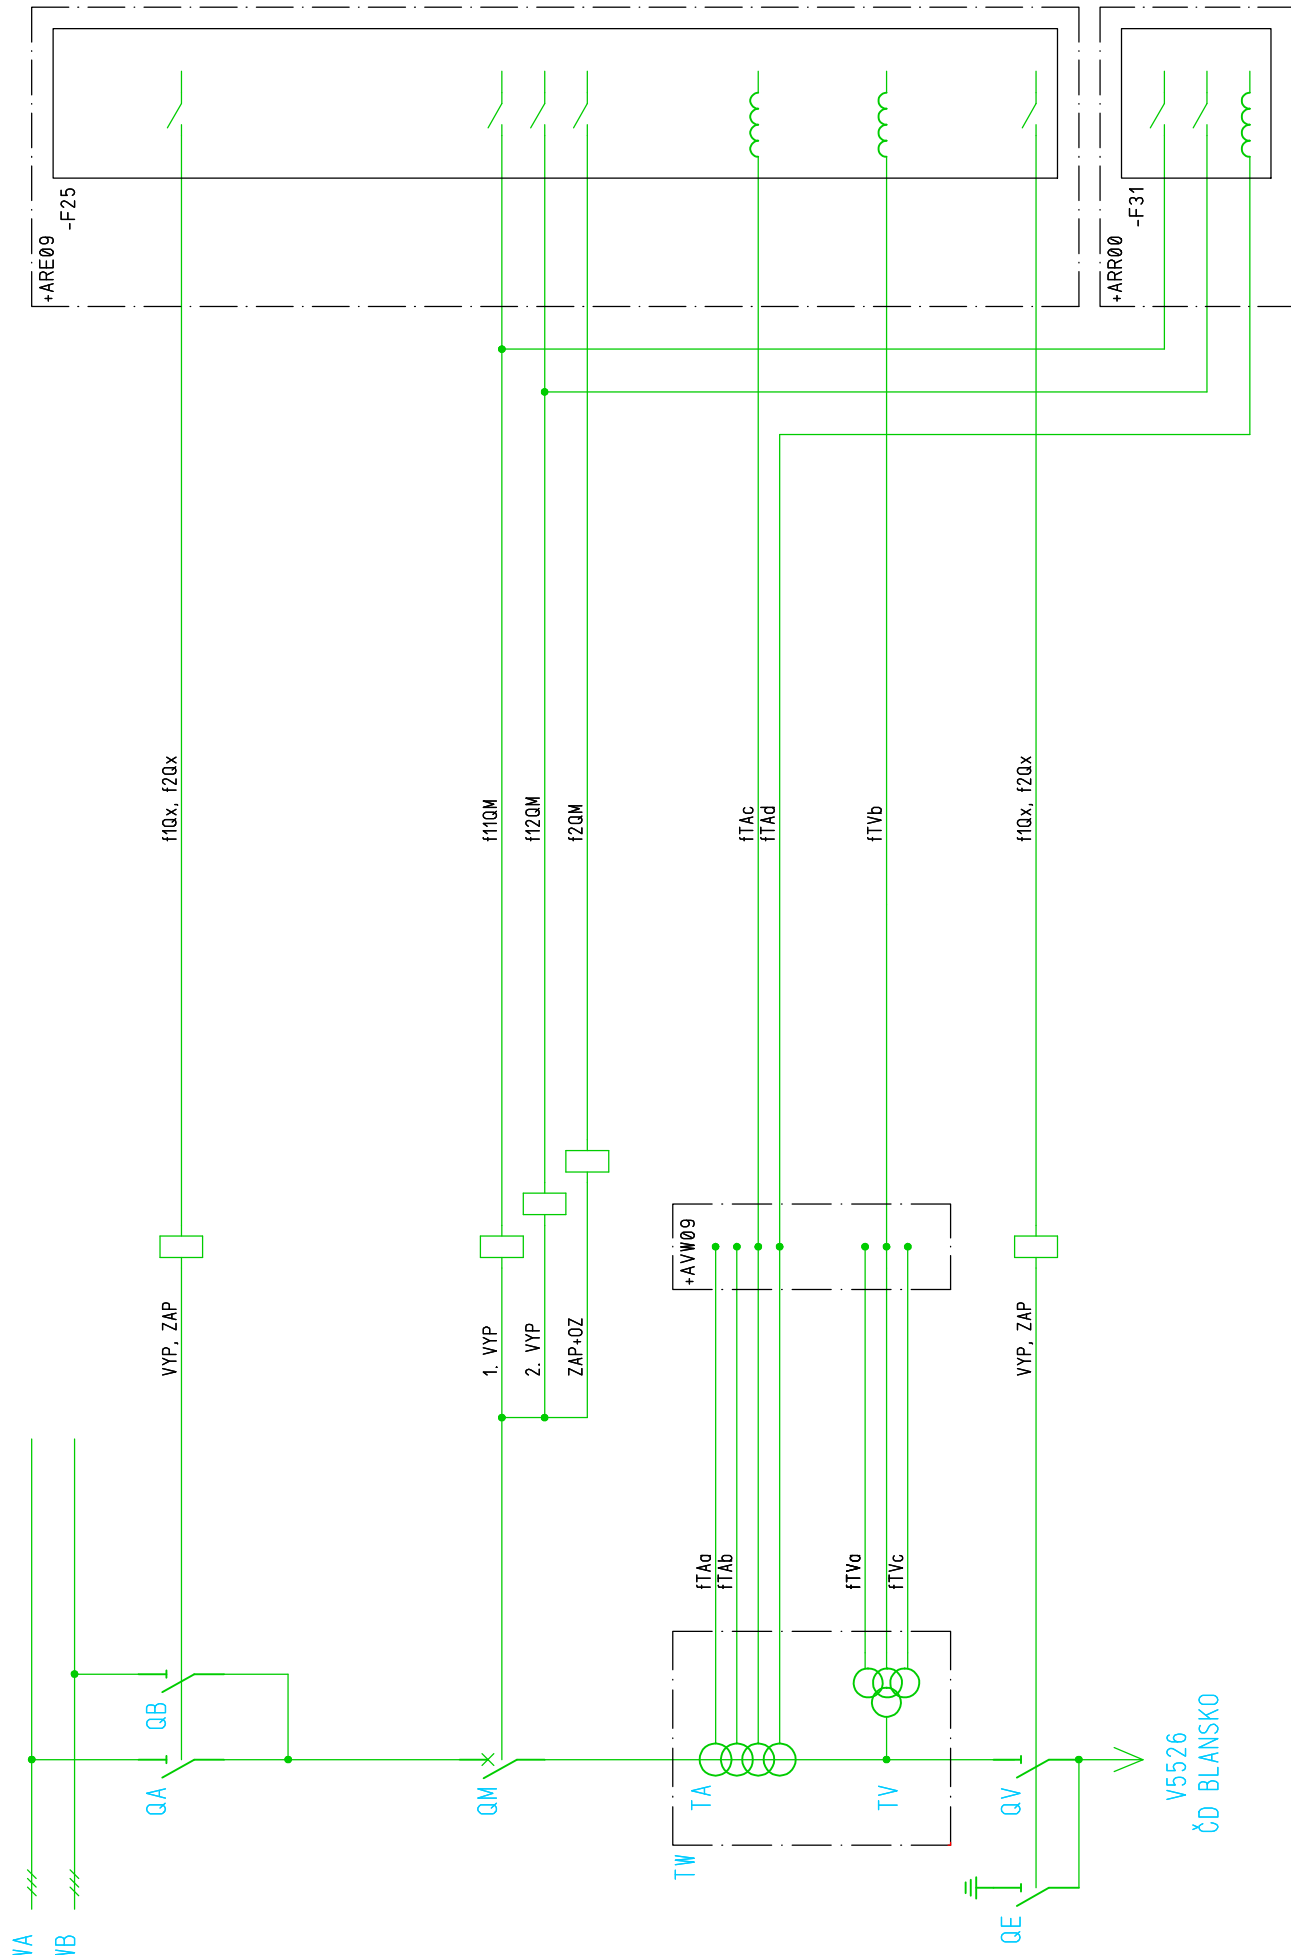 +ARE09
-F25
+ARR00
-F31
f1Qx, f2Qx
f11QM
f12QM
f2QM
fTAc
fTAd
fTVb
f1Qx, f2Qx
VYP, ZAP
1. VYP
2. VYP
ZAP+OZ
+AVW09
VYP, ZAP
fTAa
fTAb
fTVa
fTVc
QB
QA
QM
TA
TV
QV
TW
QE
V5526
ČD BLANSKO